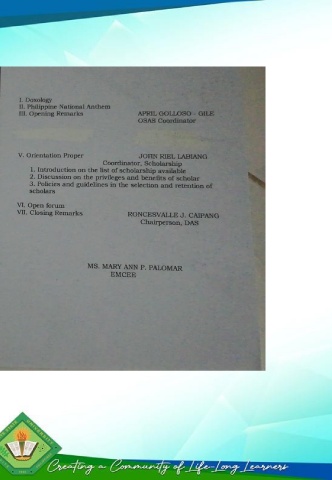 I. Doxology
II. Philippine National Anthem
III. Opening Remarks APRIL GOLLOSO - GILE
OSAS Coordinator
V. Orientation Proper JOHN RIEL LABIANG
Coordinator, Scholarship
1. Introduction on the list of scholarship available
2. Discussion on the privileges and benefits of scholar
3. Policies and guidelines in the selection and retention of
scholars
VI. Open forum
VII. Closing Remarks RONCESVALLE J. CAIPANG
Chairperson, DAS
MS. MARY ANN P. PALOMAR
EMCEE
Creating a Community of Life-Long Learners